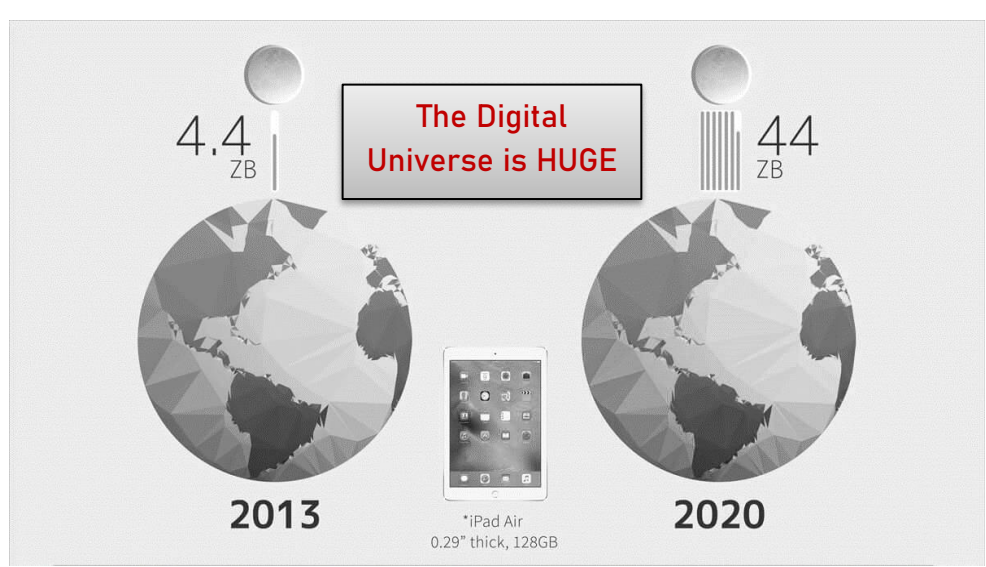 The Digital
Universe is HUGE
4.4
ZB
44
ZB
2013
2020
*iPad Air
0.29” thick, 128GB